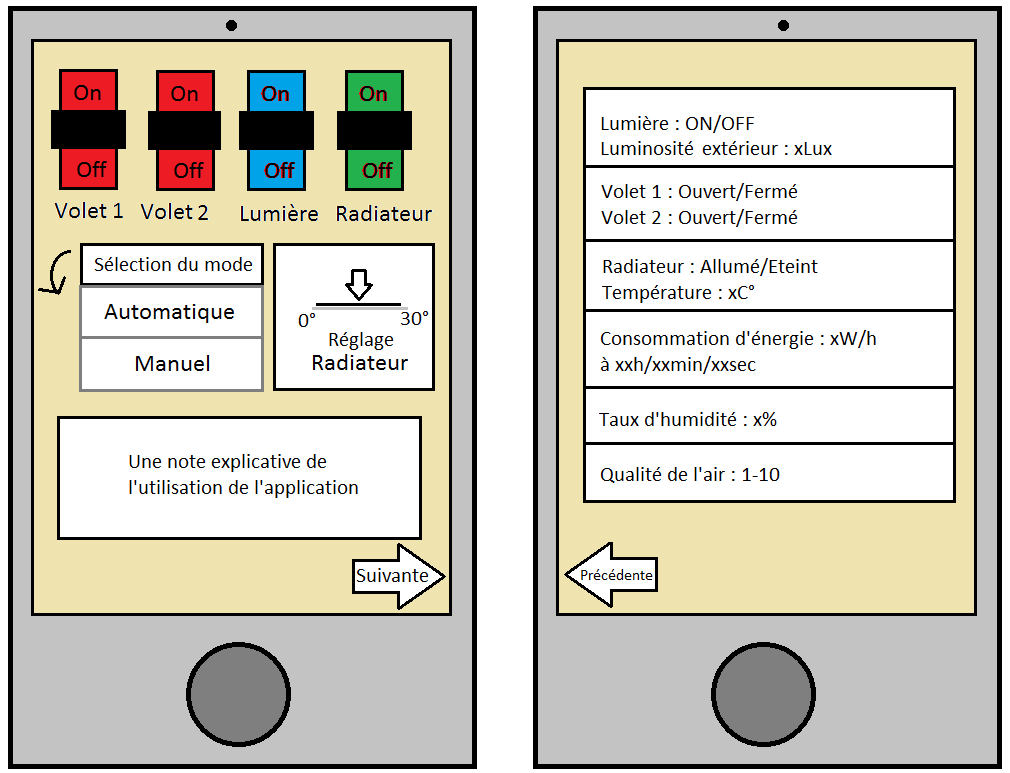 On On On On
Off Off Off Off
Volet 1 Volet 2 Lumière Radiateur
Sélection du mode
Automatique
Manuel
0° 30°
Réglage
Radiateur
Une note explicative de
l'utilisation de l'application
Suivante
Lumière : ON/OFF
Luminosité extérieur : xLux
Volet 1 : Ouvert/Fermé
Volet 2 : Ouvert/Fermé
Radiateur : Allumé/Eteint
Température : xC°
Consommation d'énergie : xW/h
à xxh/xxmin/xxsec
Taux d'humidité : x%
Qualité de l'air : 1-10
Précédente